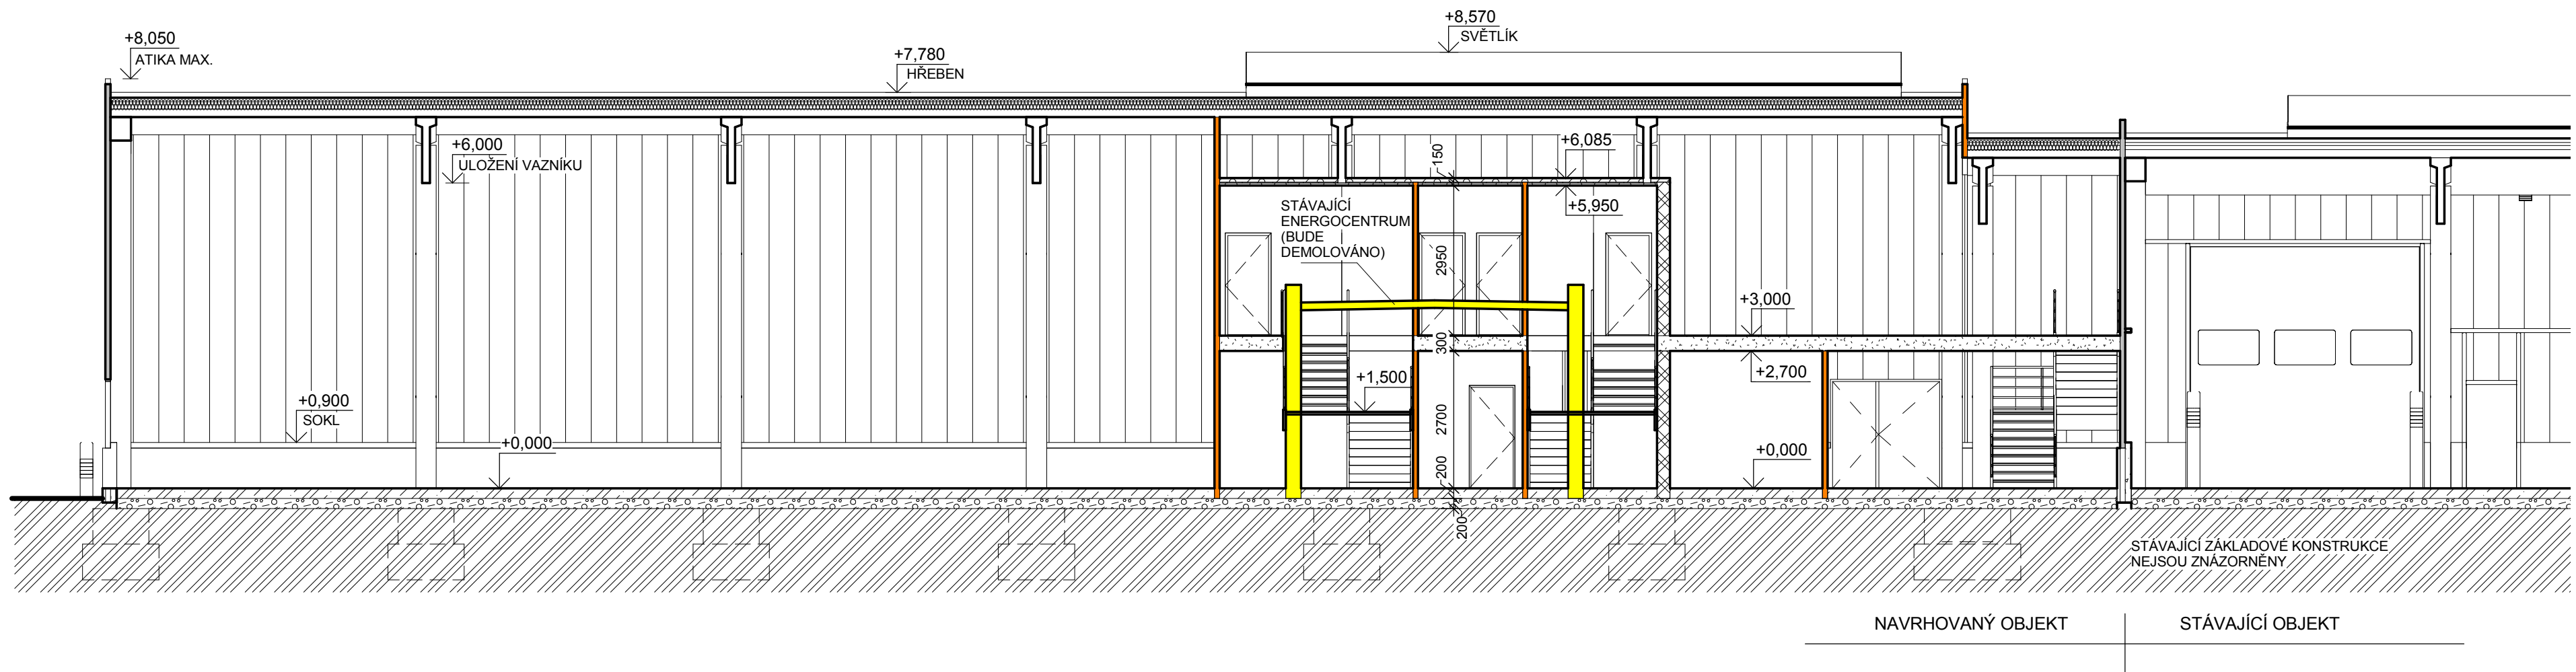 +8,050
ATIKA MAX.
+7,780
HŘEBEN
+8,570
SVĚTLÍK
+6,000
ULOŽENÍ VAZNÍKU
+6,085
150
+5,950
STÁVAJÍCÍ
ENERGOCENTRUM
(BUDE
DEMOLOVÁNO)
2950
+3,000
300
+2,700
+1,500
+0,900
SOKL
2700
+0,000
+0,000
200
200
STÁVAJÍCÍ ZÁKLADOVÉ KONSTRUKCE
NEJSOU ZNÁZORNĚNY
NAVRHOVANÝ OBJEKT
STÁVAJÍCÍ OBJEKT